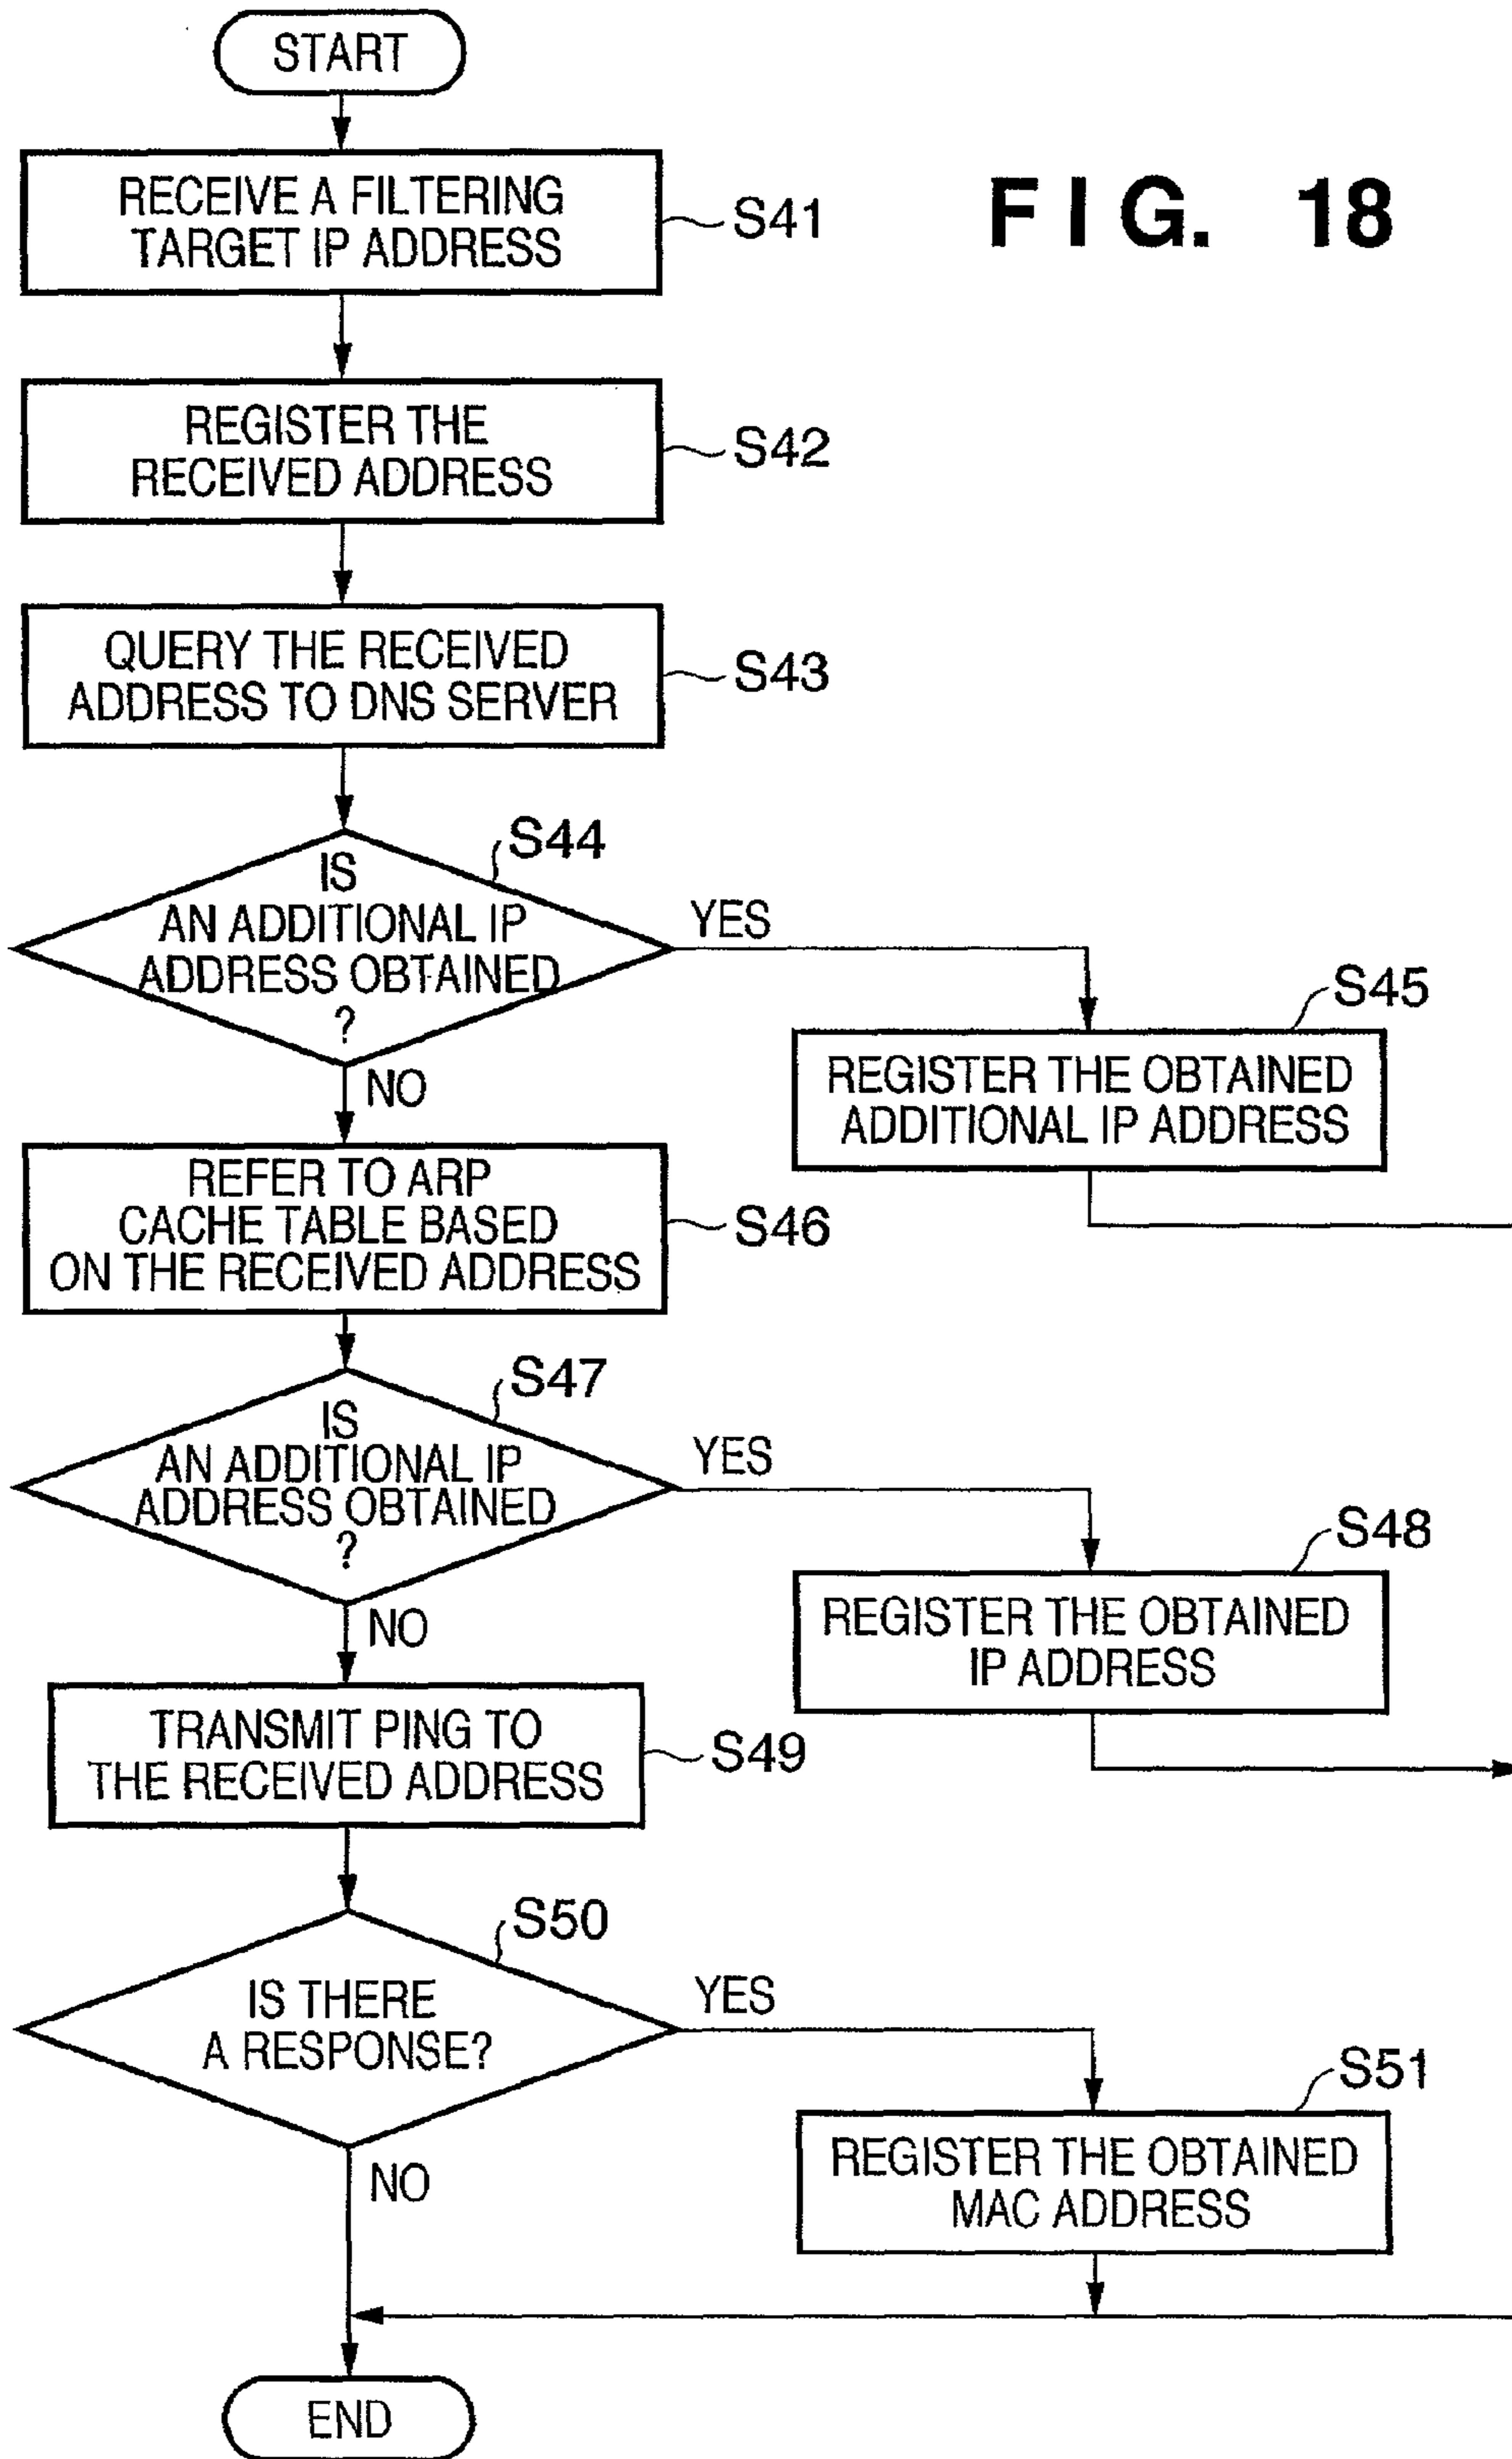 START
RECEIVE A FILTERING
TARGET IP ADDRESS
S41
F I G. 18
REGISTER THE
RECEIVED ADDRESS
S42
QUERY THE RECEIVED
ADDRESS TO DNS SERVER
S43
S44
IS
AN ADDITIONAL IP
ADDRESS OBTAINED
?
YES
NO
S45
REGISTER THE OBTAINED
ADDITIONAL IP ADDRESS
REFER TO ARP
CACHE TABLE BASED
ON THE RECEIVED ADDRESS
S46
S47
IS
AN ADDITIONAL IP
ADDRESS OBTAINED
?
YES
NO
S48
REGISTER THE OBTAINED
IP ADDRESS
TRANSMIT PING TO
THE RECEIVED ADDRESS
S49
S50
IS THERE
A RESPONSE?
YES
NO
S51
REGISTER THE OBTAINED
MAC ADDRESS
END